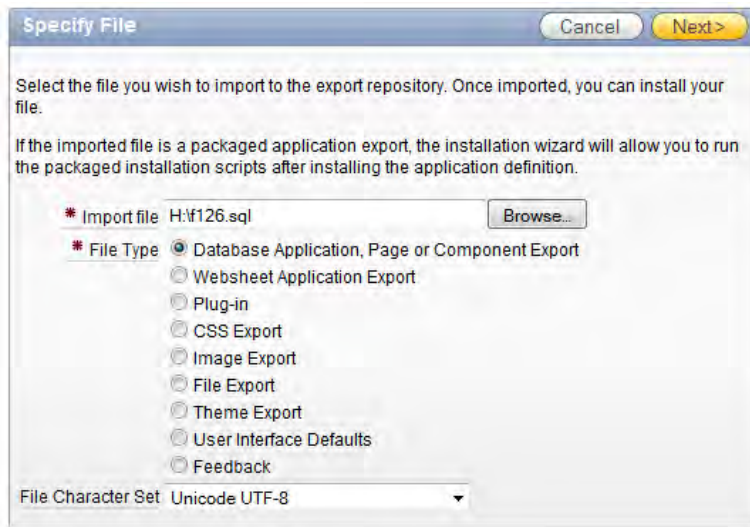 Specify File
Cancel
Next>
Select the file you wish to import to the export repository. Once imported, you can install your
file.
If the imported file is a packaged application export, the installation wizard will allow you to run
the packaged installation scripts after installing the application definition.
* Import file H:\f126.sql Browse...
* File Type Database Application, Page or Component Export
Websheet Application Export
Plug-in
CSS Export
Image Export
File Export
Theme Export
User Interface Defaults
Feedback
File Character Set Unicode UTF-8